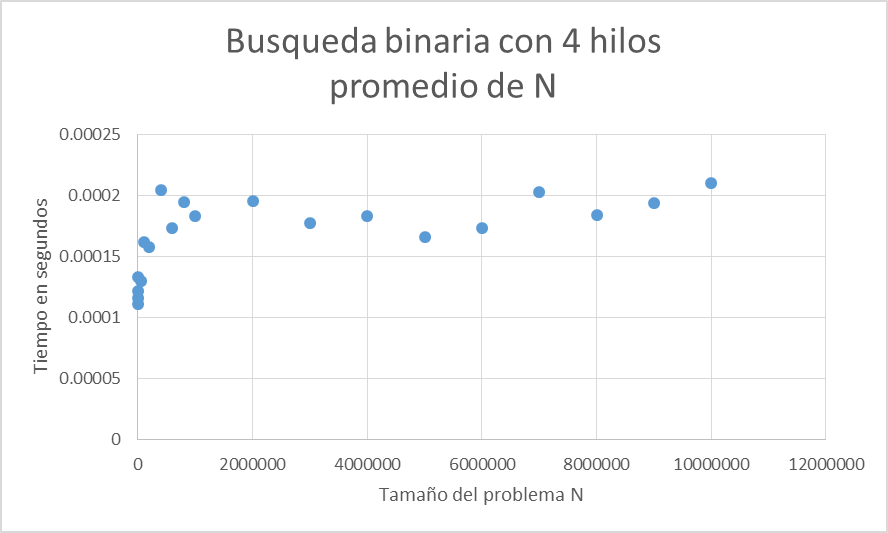 Busqueda binaria con 4 hilos
promedio de N
0.00025
0.0002
0.00015
0.0001
0.00005
0
Tiempo en segundos
0 2000000 4000000 6000000 8000000 10000000 12000000
Tamaño del problema N